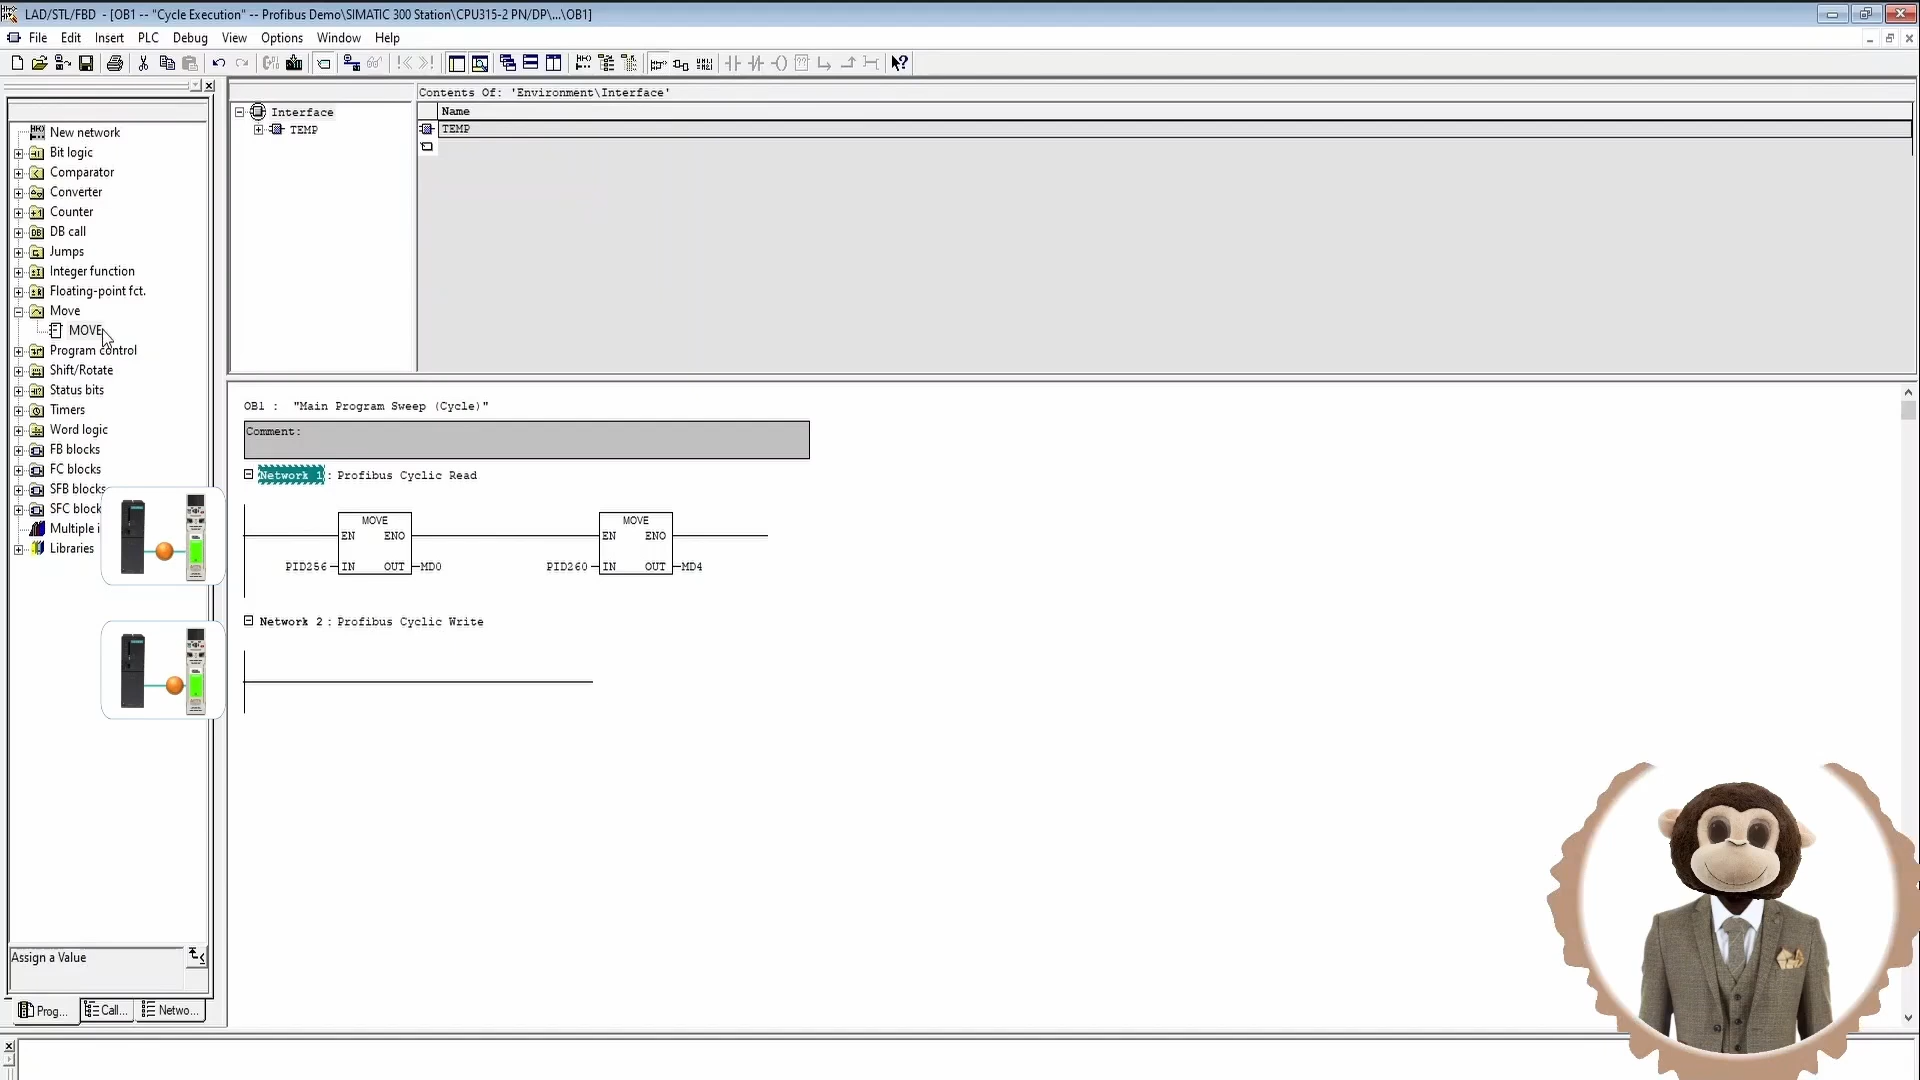 LAD/STL/FBD - [OB1 -- "Cycle Execution" -- Profibus Demo\SIMATIC 300 Station\CPU315-2 PN/DP\...\OB1]
File Edit Insert PLC Debug View Options Window Help
New network
Bit logic
Comparator
Converter
Counter
DB call
Jumps
Integer function
Floating-point fct.
Move
MOVE
Program control
Shift/Rotate
Status bits
Timers
Word logic
FB blocks
FC blocks
SFB blocks
SFC block
Multiple i
Libraries
Assign a Value
Prog... Call... Netwo...
Interface
TEMP
Contents Of: 'Environment\Interface'
Name
TEMP
OB1 : "Main Program Sweep (Cycle)"
Comment:
Network 1: Profibus Cyclic Read
MOVE MOVE
EN ENO EN ENO
PID256 IN OUT MD0 PID260 IN OUT MD4
Network 2: Profibus Cyclic Write